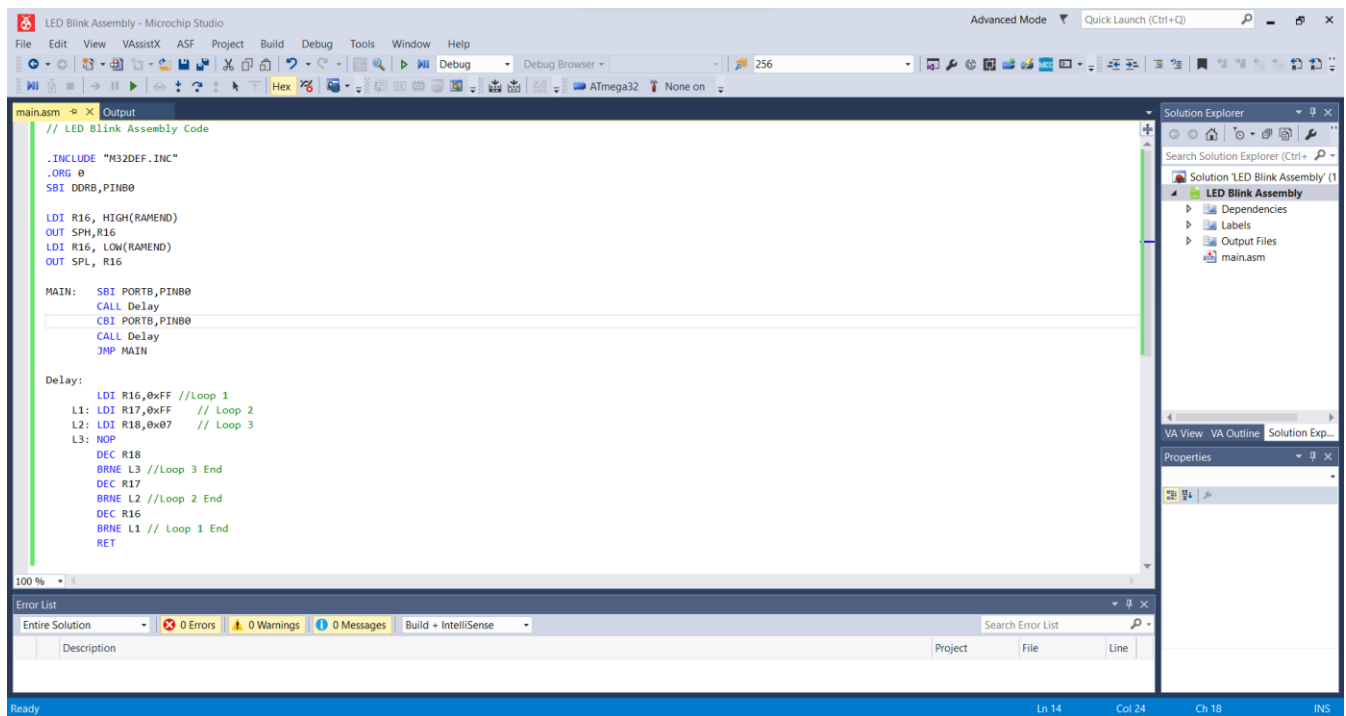 LED Blink Assembly - Microchip Studio
Advanced Mode
Quick Launch (Ctrl+Q)
File Edit View VAssistX ASF Project Build Debug Tools Window Help
Debug Debug Browser 256
Hex ATmega32 None on
main.asm Output
// LED Blink Assembly Code
.INCLUDE "M32DEF.INC"
.ORG 0
SBI DDRB,PINB0
LDI R16, HIGH(RAMEND)
OUT SPH,R16
LDI R16, LOW(RAMEND)
OUT SPL, R16
MAIN: SBI PORTB,PINB0
CALL Delay
CBI PORTB,PINB0
CALL Delay
JMP MAIN
Delay:
LDI R16,0xFF //Loop 1
L1: LDI R17,0xFF // Loop 2
L2: LDI R18,0x07 // Loop 3
L3: NOP
DEC R18
BRNE L3 //Loop 3 End
DEC R17
BRNE L2 //Loop 2 End
DEC R16
BRNE L1 // Loop 1 End
RET
100 %
Solution Explorer
Search Solution Explorer (Ctrl+
Solution 'LED Blink Assembly' (1
LED Blink Assembly
Dependencies
Labels
Output Files
main.asm
VA View VA Outline Solution Exp...
Properties
Error List
Entire Solution 0 Errors 0 Warnings 0 Messages Build + IntelliSense Search Error List
Description Project File Line
Ready Ln 14 Col 24 Ch 18 INS